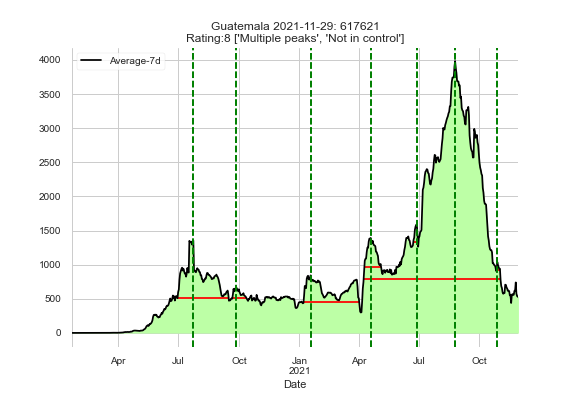 Guatemala 2021-11-29: 617621
Rating:8 ['Multiple peaks', 'Not in control']
Average-7d
4000
3500
3000
2500
2000
1500
1000
500
0
Apr Jul Oct Jan Apr Jul Oct
2021
Date